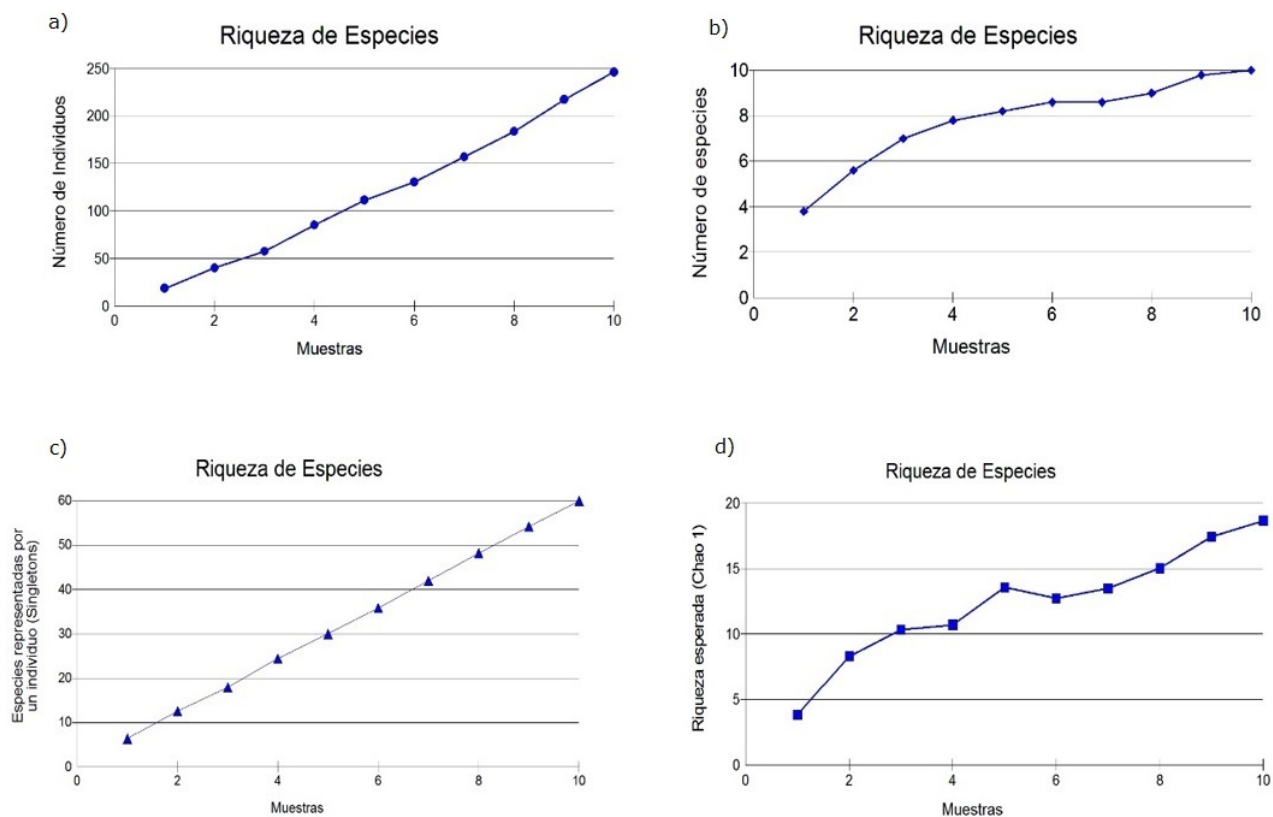 a)
Riqueza de Especies
250
200
150
100
50
0
Número de Individuos
0 2 4 6 8 10
Muestras
b)
Riqueza de Especies
10
8
6
4
2
0
Número de especies
0 2 4 6 8 10
Muestras
c)
Riqueza de Especies
60
50
40
30
20
10
0
Especies representadas por
un individuo (Singletons)
0 2 4 6 8 10
Muestras
d)
Riqueza de Especies
20
15
10
5
0
Riqueza esperada (Chao 1)
0 2 4 6 8 10
Muestras